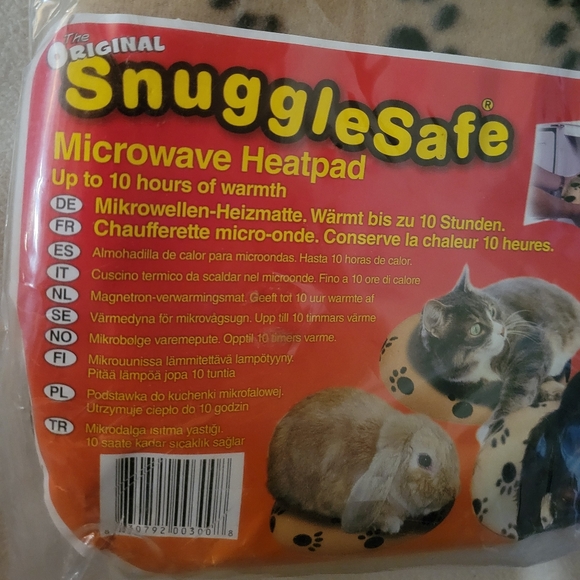 The
ORIGINAL
SnuggleSafe®
Microwave Heatpad
Up to 10 hours of warmth
DE Mikrowellen-Heizmatte. Wärmt bis zu 10 Stunden.
FR Chaufferette micro-onde. Conserve la chaleur 10 heures.
ES Almohadilla de calor para microondas. Hasta 10 horas de calor.
IT Cuscino termico da scaldar nel microonde. Fino a 10 ore di calore
NL Magnetron-verwarmingsmat. Geeft tot 10 uur warmte af
SE Värmedyna för mikrovågsugn. Upp till 10 timmars värme
NO Mikrobølge varmepute. Opptil 10 timers varme.
FI Mikrouunissa lämmitettävä lämpötyyny.
Pitää lämpöä jopa 10 tuntia
PL Podstawka do kuchenki mikrofalowej.
Utrzymuje ciepło do 10 godzin
TR Mikrodalga ısıtma yastığı.
10 saate kadar sıcaklık sağlar